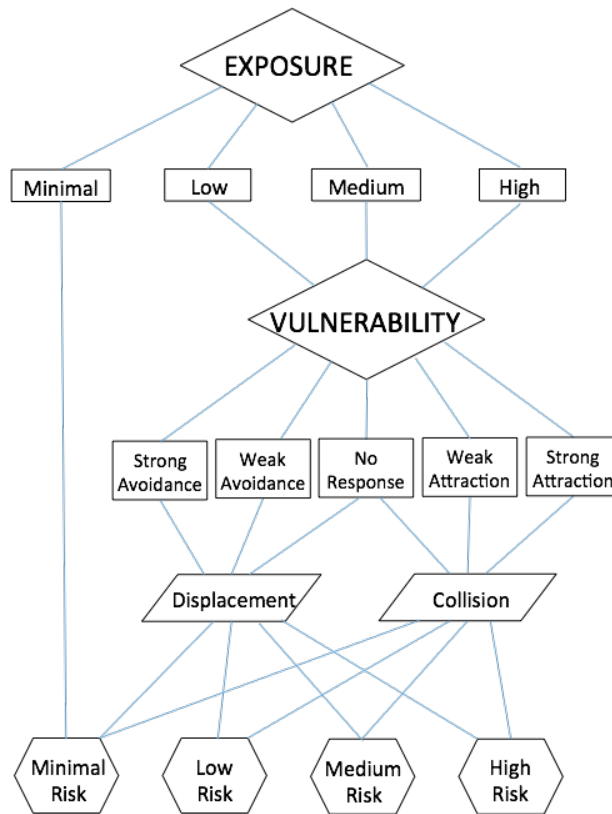 EXPOSURE
Minimal
Low
Medium
High
VULNERABILITY
Strong
Avoidance
Weak
Avoidance
No
Response
Weak
Attraction
Strong
Attraction
Displacement
Collision
Minimal
Risk
Low
Risk
Medium
Risk
High
Risk